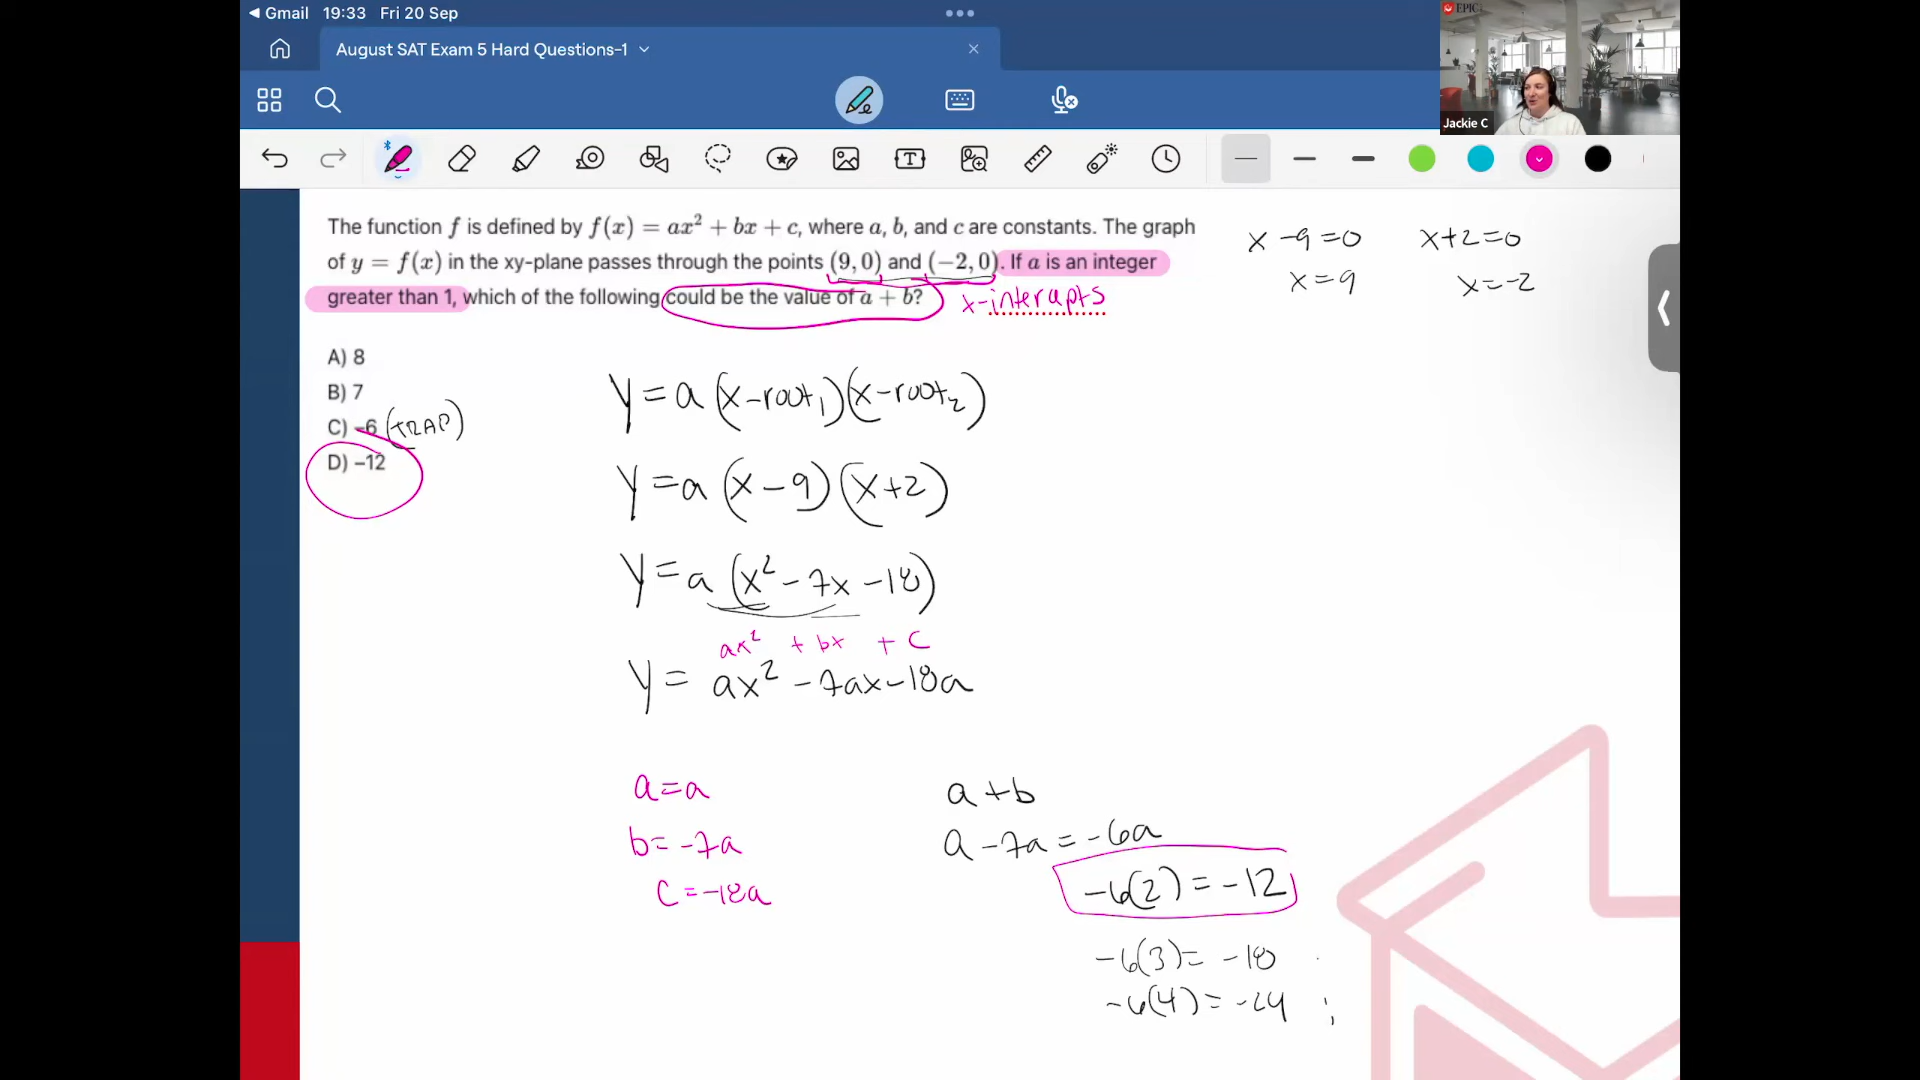 ◀ Gmail 19:33 Fri 20 Sep
EPIC
August SAT Exam 5 Hard Questions-1
Jackie C
The function f is defined by f(x) = ax² + bx + c, where a, b, and c are constants. The graph
of y = f(x) in the xy-plane passes through the points (9, 0) and (−2, 0). If a is an integer
greater than 1, which of the following could be the value of a + b?
x-intercepts
x-9=0 x+2=0
x=9 x=-2
A) 8
B) 7
C) –6 (TRAP)
D) –12
y=a(x-root₁)(x-root₂)
y=a(x-9)(x+2)
y=a(x²-7x-18)
ax² + bx + c
y= ax²-7ax-18a
a=a
b=-7a
c=-18a
a+b
a-7a=-6a
-6(2)=-12
-6(3)=-18
-6(4)=-24